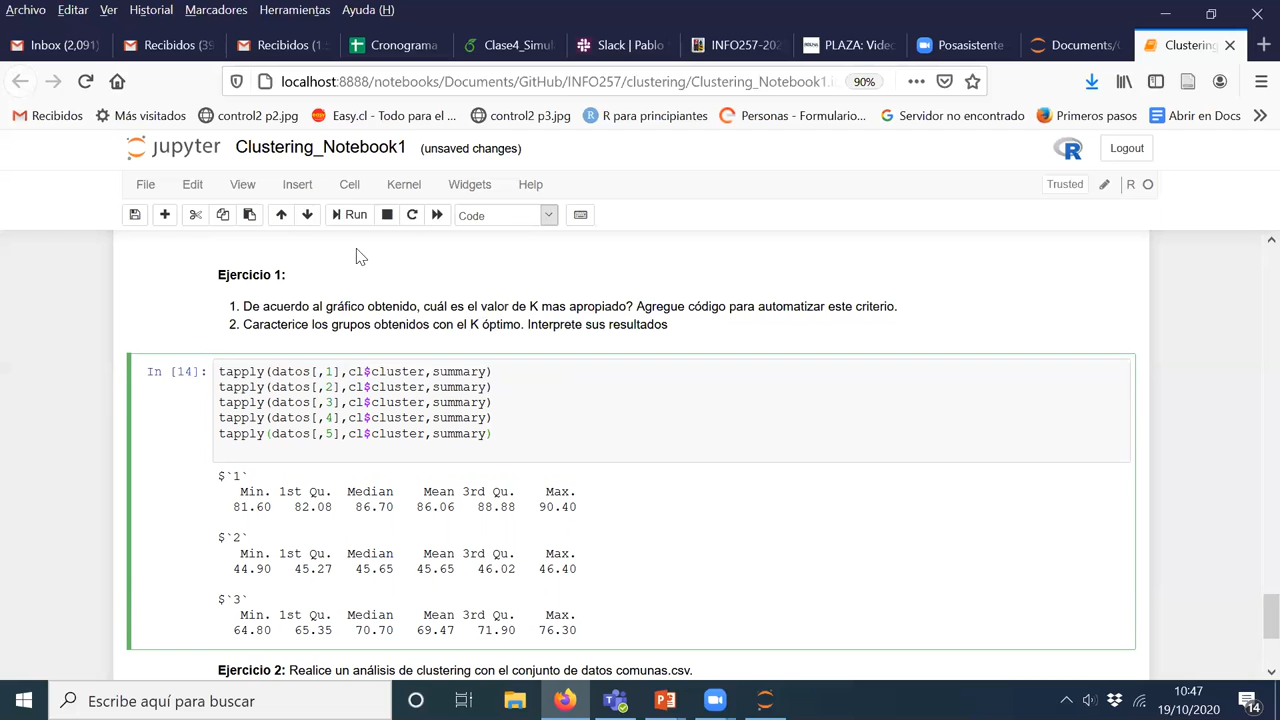 Archivo Editar Ver Historial Marcadores Herramientas Ayuda (H)
Inbox (2,091) Recibidos (39 Recibidos (1. Cronograma Clase4_Simu Slack | Pablo INFO257-202 PLAZA: Video Posasistente Documents/ Clustering_
localhost:8888/notebooks/Documents/GitHub/INFO257/clustering/Clustering_Notebook1.i 90%
Recibidos Más visitados control2 p2.jpg Easy.cl - Todo para el ... control2 p3.jpg R para principiantes Personas - Formulario... Servidor no encontrado Primeros pasos Abrir en Docs
jupyter Clustering_Notebook1 (unsaved changes) R Logout
File Edit View Insert Cell Kernel Widgets Help Trusted R
Run Code
Ejercicio 1:
1. De acuerdo al gráfico obtenido, cuál es el valor de K mas apropiado? Agregue código para automatizar este criterio.
2. Caracterice los grupos obtenidos con el K óptimo. Interprete sus resultados
In [14]: tapply(datos[,1],cl$cluster,summary)
tapply(datos[,2],cl$cluster,summary)
tapply(datos[,3],cl$cluster,summary)
tapply(datos[,4],cl$cluster,summary)
tapply(datos[,5],cl$cluster,summary)
$`1`
Min. 1st Qu. Median Mean 3rd Qu. Max.
81.60 82.08 86.70 86.06 88.88 90.40
$`2`
Min. 1st Qu. Median Mean 3rd Qu. Max.
44.90 45.27 45.65 45.65 46.02 46.40
$`3`
Min. 1st Qu. Median Mean 3rd Qu. Max.
64.80 65.35 70.70 69.47 71.90 76.30
Ejercicio 2: Realice un análisis de clustering con el conjunto de datos comunas.csv.
Escribe aquí para buscar
10:47
19/10/2020
14